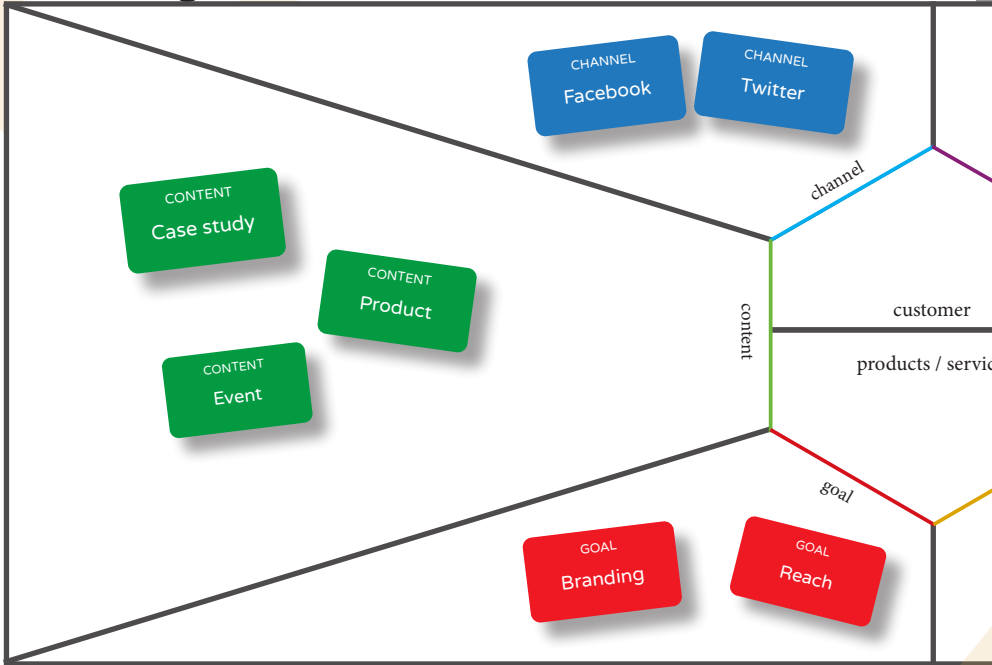 CHANNEL
Facebook
CHANNEL
Twitter
channel
CONTENT
Case study
CONTENT
Product
CONTENT
Event
content
customer
products / servic
goal
GOAL
Branding
GOAL
Reach